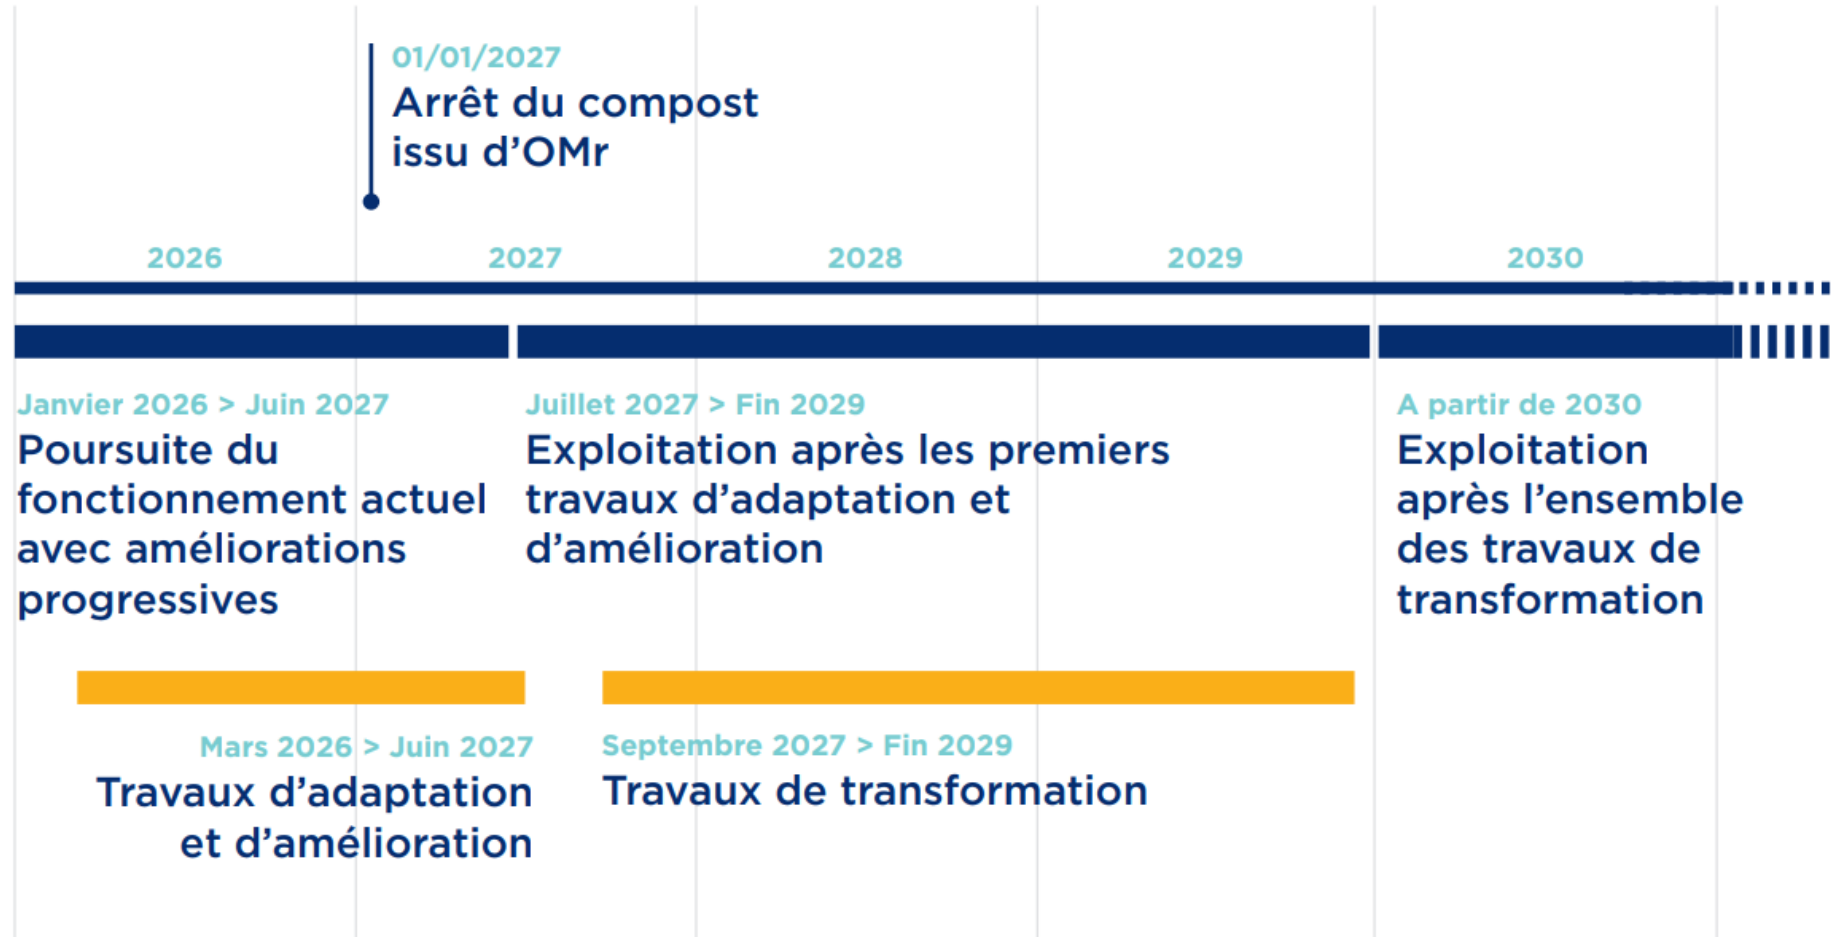 01/01/2027
Arrêt du compost
issu d’OMr
2026
2027
2028
2029
2030
Janvier 2026 > Juin 2027
Poursuite du
fonctionnement actuel
avec améliorations
progressives
Juillet 2027 > Fin 2029
Exploitation après les premiers
travaux d’adaptation et
d’amélioration
A partir de 2030
Exploitation
après l’ensemble
des travaux de
transformation
Mars 2026 > Juin 2027
Travaux d’adaptation
et d’amélioration
Septembre 2027 > Fin 2029
Travaux de transformation